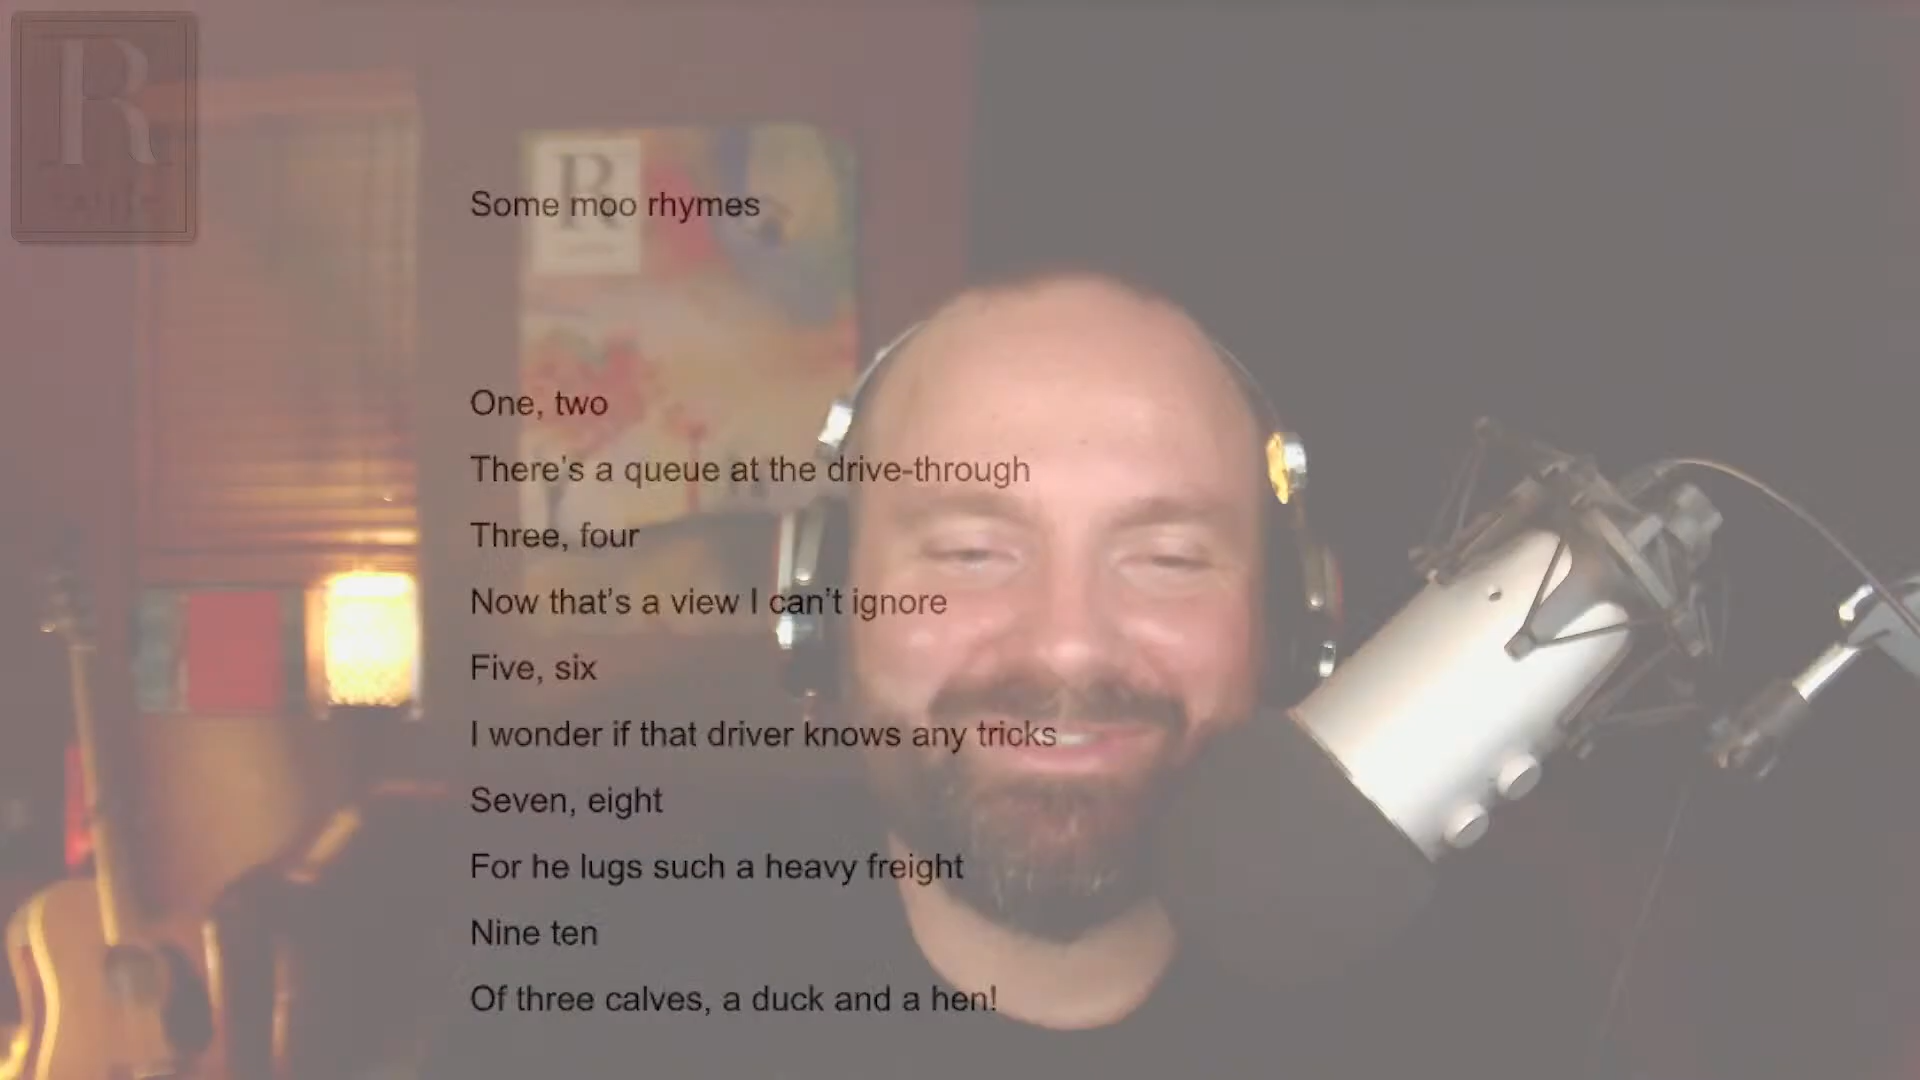 R
R
Some moo rhymes
One, two
There's a queue at the drive-through
Three, four
Now that's a view I can't ignore
Five, six
I wonder if that driver knows any tricks
Seven, eight
For he lugs such a heavy freight
Nine ten
Of three calves, a duck and a hen!